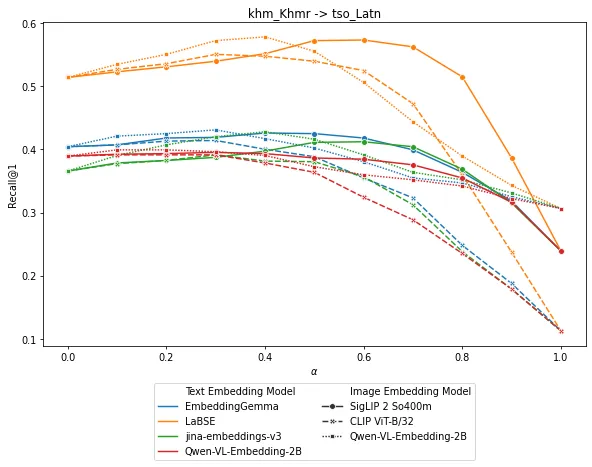 khm_Khmr -> tso_Latn
0.6
0.5
0.4
0.3
0.2
0.1
Recall@1
0.0 0.2 0.4 0.6 0.8 1.0
α
Text Embedding Model Image Embedding Model
EmbeddingGemma SigLIP 2 So400m
LaBSE CLIP ViT-B/32
jina-embeddings-v3 Qwen-VL-Embedding-2B
Qwen-VL-Embedding-2B